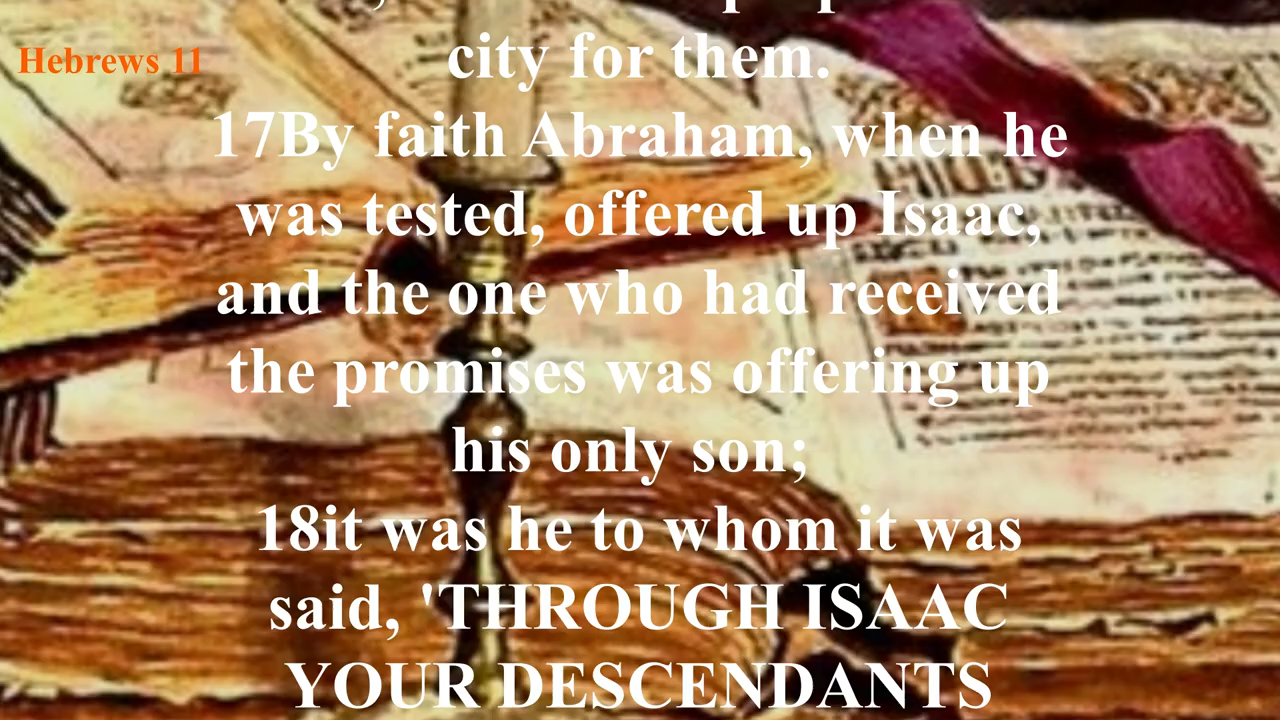 Hebrews 11
city for them.
17By faith Abraham, when he
was tested, offered up Isaac,
and the one who had received
the promises was offering up
his only son;
18it was he to whom it was
said, 'THROUGH ISAAC
YOUR DESCENDANTS